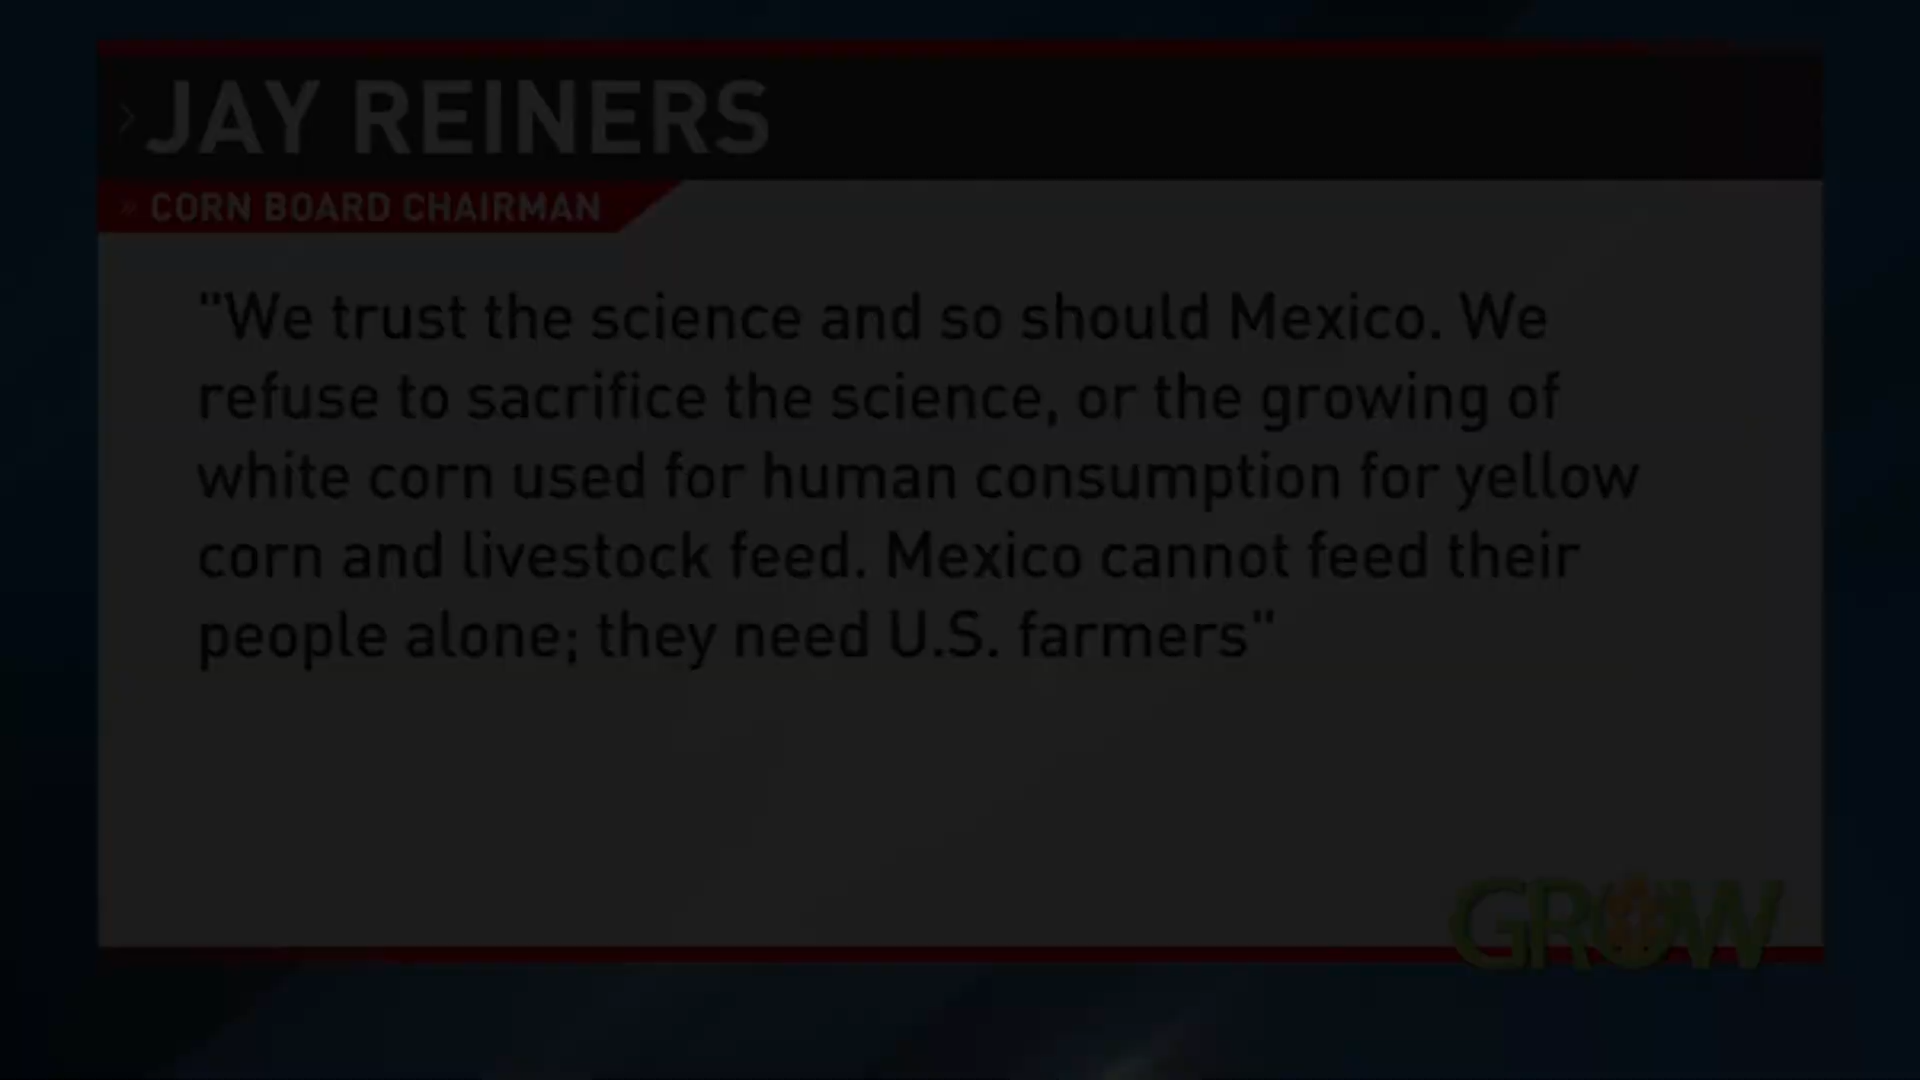 JAY REINERS
CORN BOARD CHAIRMAN
"We trust the science and so should Mexico. We
refuse to sacrifice the science, or the growing of
white corn used for human consumption for yellow
corn and livestock feed. Mexico cannot feed their
people alone; they need U.S. farmers"
GROW